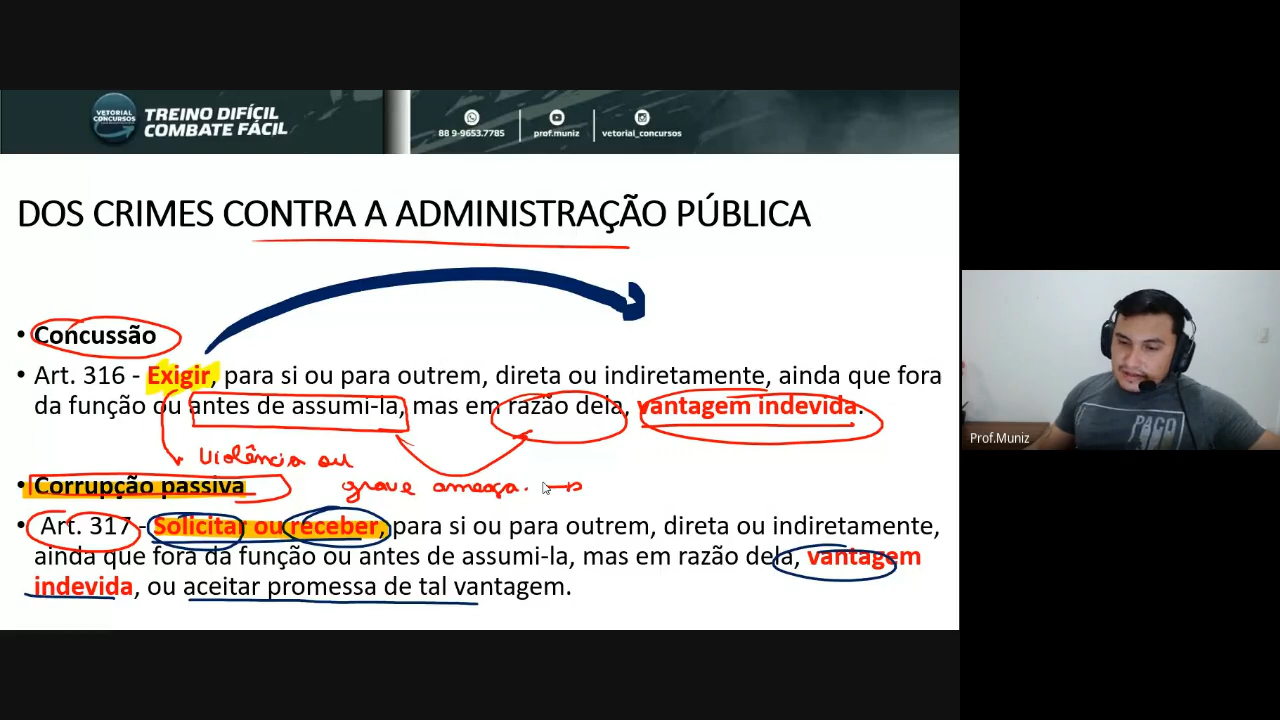 VETORIAL
CONCURSOS
TREINO DIFÍCIL
COMBATE FÁCIL
88 9-9653.7785
prof.muniz
vetorial_concursos
DOS CRIMES CONTRA A ADMINISTRAÇÃO PÚBLICA
• Concussão
• Art. 316 - Exigir, para si ou para outrem, direta ou indiretamente, ainda que fora
da função ou antes de assumi-la, mas em razão dela, vantagem indevida.
Violência ou
grave ameaça.
• Corrupção passiva
• Art. 317 - Solicitar ou receber, para si ou para outrem, direta ou indiretamente,
ainda que fora da função ou antes de assumi-la, mas em razão dela, vantagem
indevida, ou aceitar promessa de tal vantagem.
Prof.Muniz